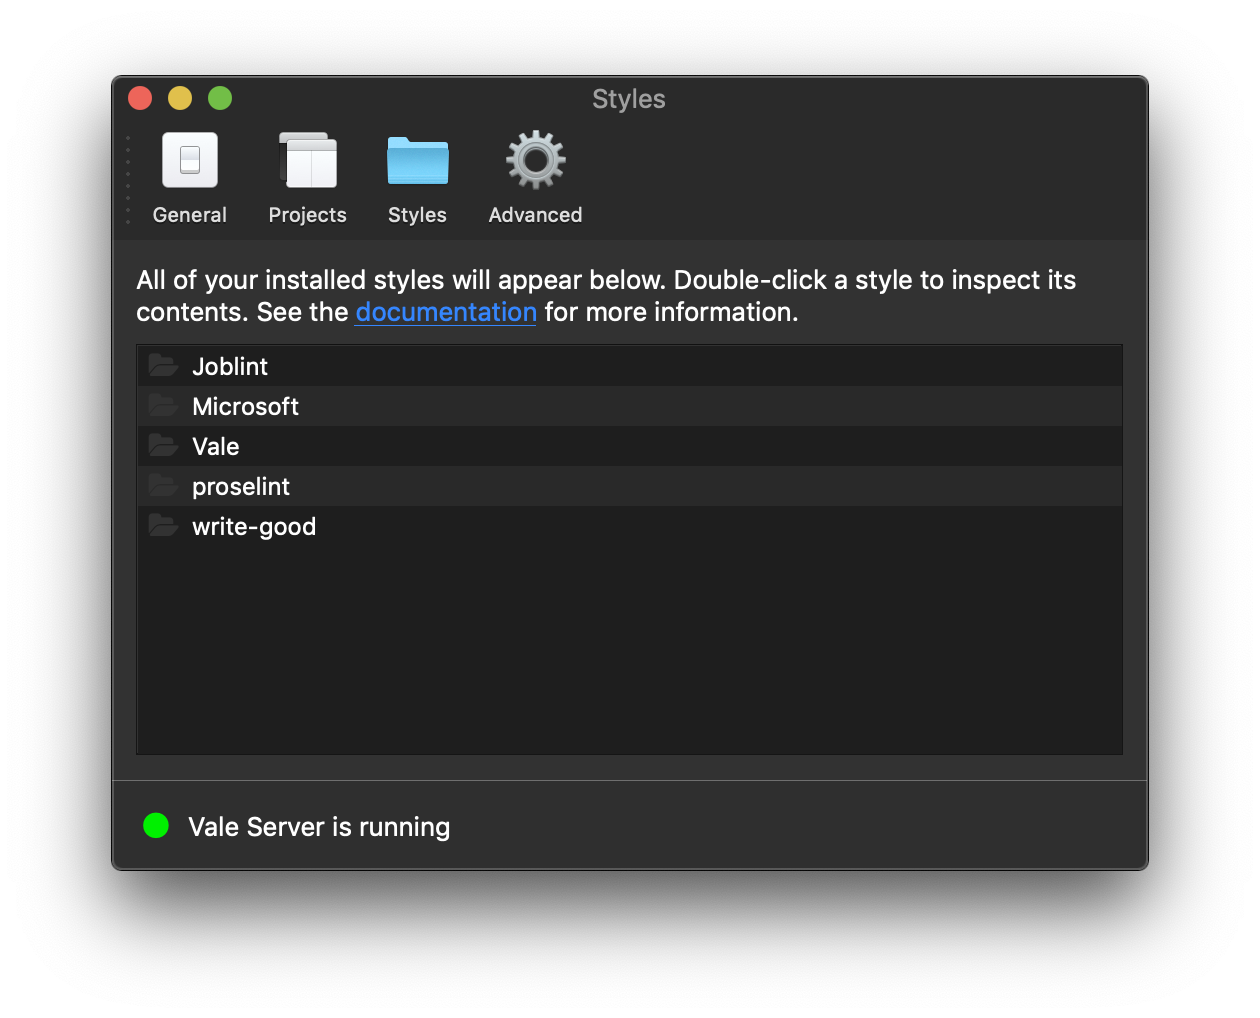 Styles
General
Projects
Styles
Advanced
All of your installed styles will appear below. Double-click a style to inspect its
contents. See the documentation for more information.
Joblint
Microsoft
Vale
proselint
write-good
Vale Server is running